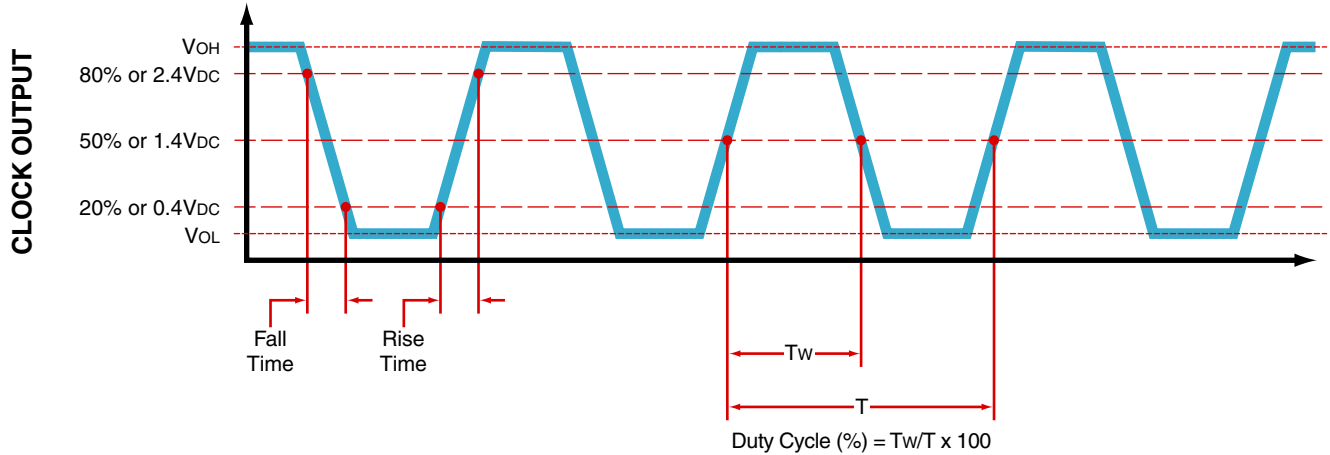 CLOCK OUTPUT
VOH
80% or 2.4VDC
50% or 1.4VDC
20% or 0.4VDC
VOL
Fall
Time
Rise
Time
TW
T
Duty Cycle (%) = TW/T x 100